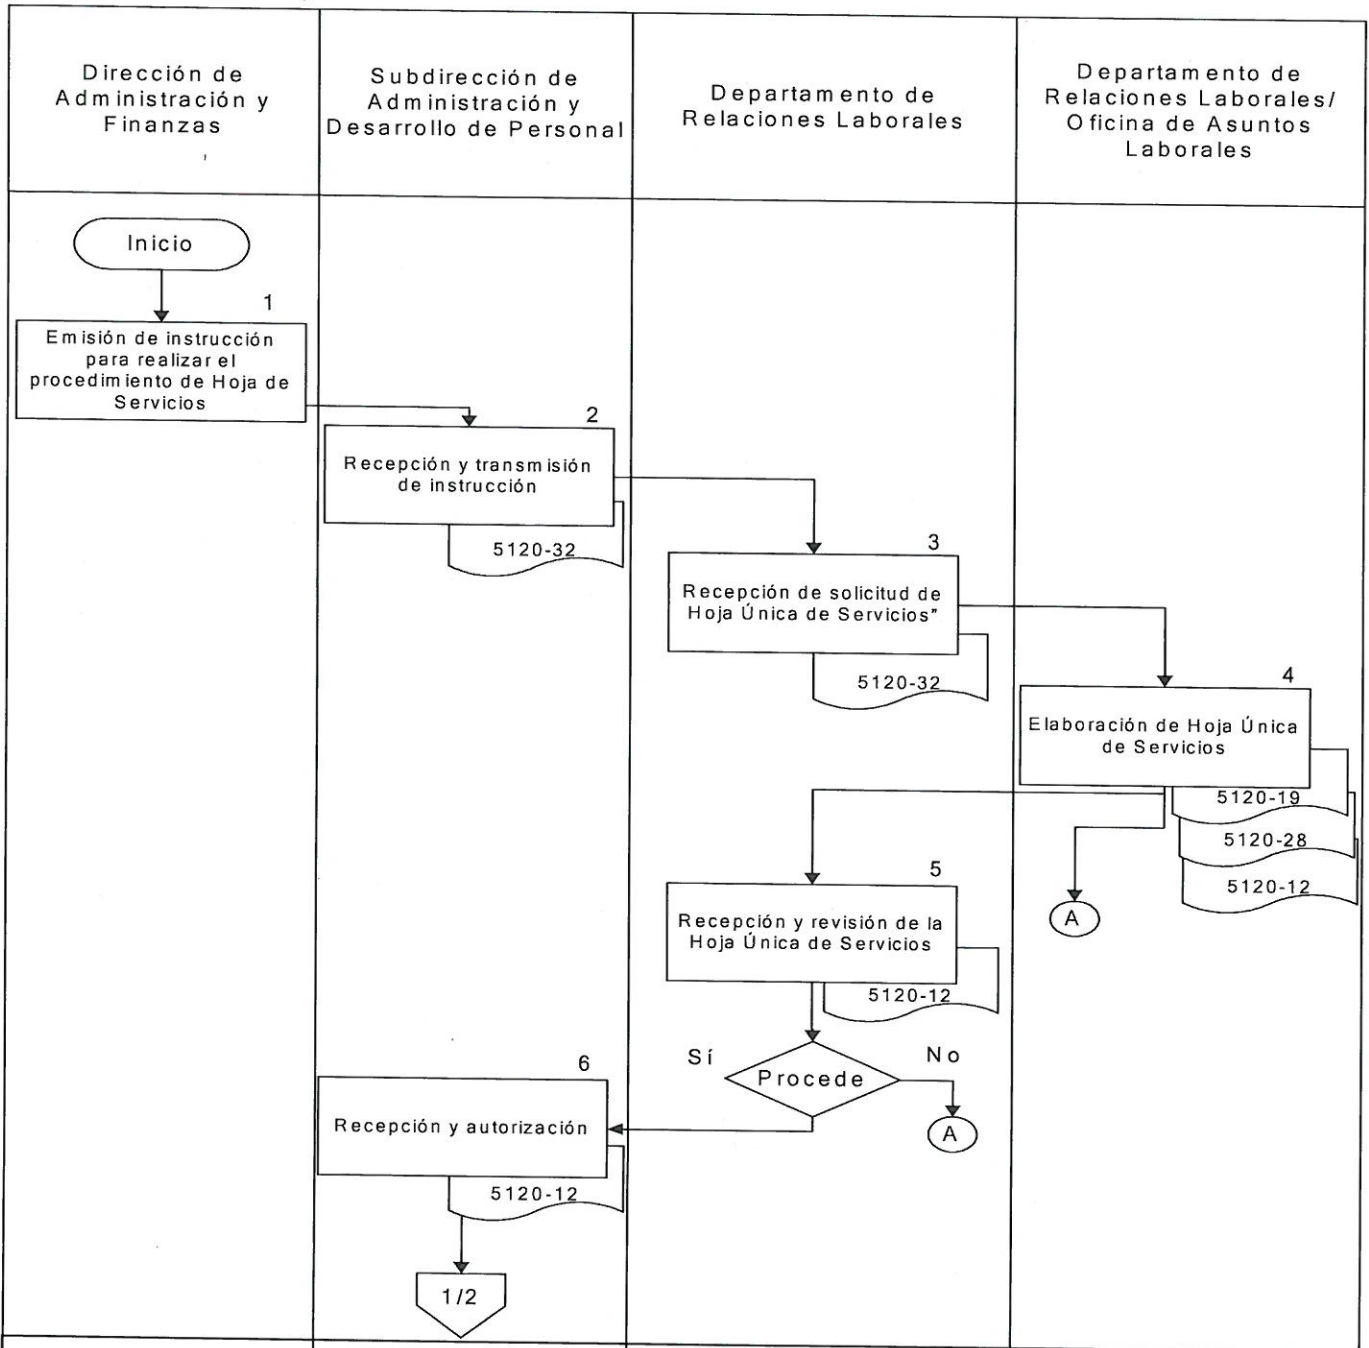 Dirección de
Administración y
Finanzas
Subdirección de
Administración y
Desarrollo de Personal
Departamento de
Relaciones Laborales
Departamento de
Relaciones Laborales/
Oficina de Asuntos
Laborales
Inicio
1
Emisión de instrucción
para realizar el
procedimiento de Hoja de
Servicios
2
Recepción y transmisión
de instrucción
5120-32
3
Recepción de solicitud de
Hoja Única de Servicios"
5120-32
4
Elaboración de Hoja Única
de Servicios
5120-19
5120-28
5120-12
A
5
Recepción y revisión de la
Hoja Única de Servicios
5120-12
Sí
Procede
No
A
6
Recepción y autorización
5120-12
1/2